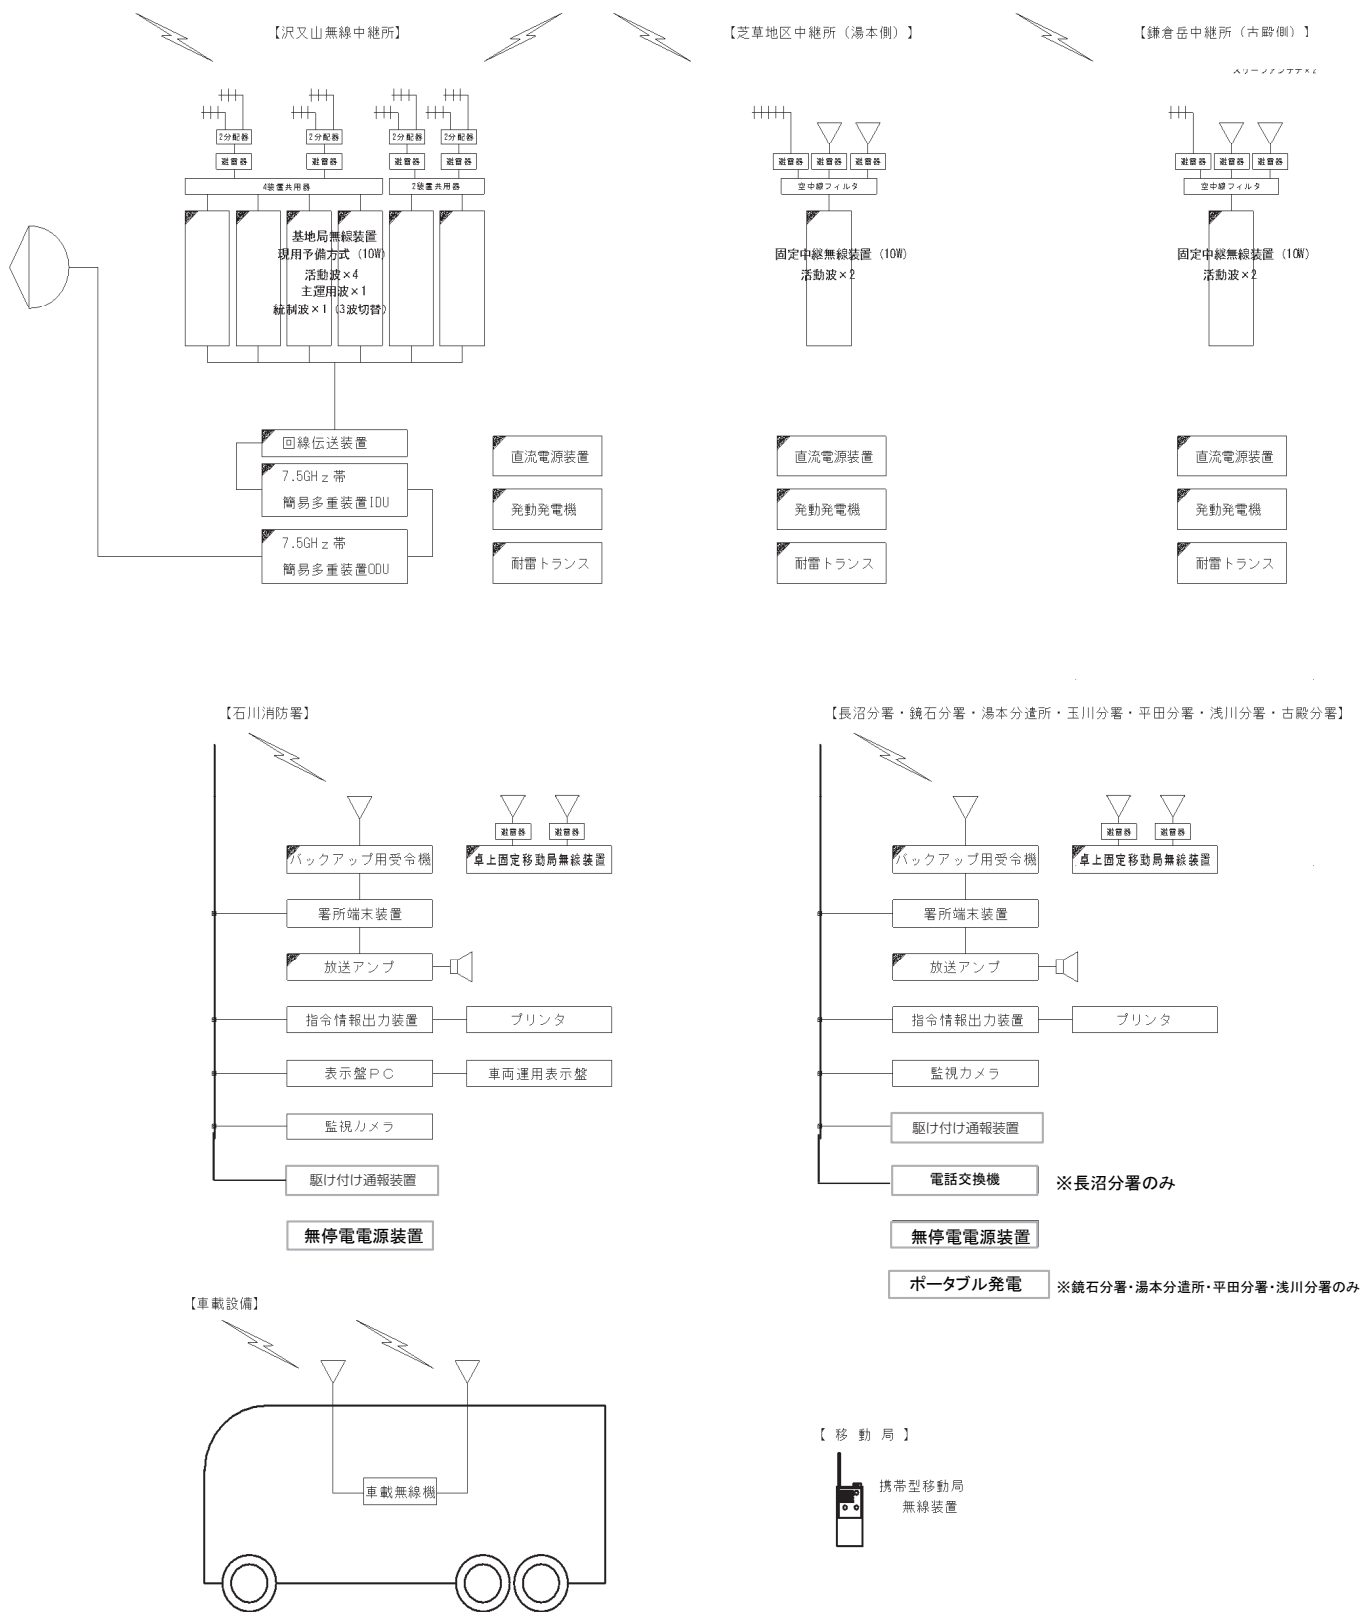 【沢又山無線中継所】
【芝草地区中継所（湯本側）】
【鎌倉岳中継所（古殿側）】
2分配器
2分配器
2分配器
2分配器
避雷器
避雷器
避雷器
避雷器
4装置共用器
2装置共用器
避雷器
避雷器
避雷器
空中線フィルタ
避雷器
避雷器
避雷器
空中線フィルタ
基地局無線装置
現用予備方式（10W）
活動波×4
主運用波×1
統制波×1（3波切替）
固定中継無線装置（10W）
活動波×2
固定中継無線装置（10W）
活動波×2
回線伝送装置
7.5GHz帯
簡易多重装置IDU
7.5GHz帯
簡易多重装置ODU
直流電源装置
発動発電機
耐雷トランス
直流電源装置
発動発電機
耐雷トランス
直流電源装置
発動発電機
耐雷トランス
【石川消防署】
避雷器
避雷器
バックアップ用受令機
卓上固定移動局無線装置
署所端末装置
放送アンプ
指令情報出力装置
プリンタ
表示盤PC
車両運用表示盤
監視カメラ
駆け付け通報装置
無停電電源装置
【長沼分署・鏡石分署・湯本分遣所・玉川分署・平田分署・浅川分署・古殿分署】
避雷器
避雷器
バックアップ用受令機
卓上固定移動局無線装置
署所端末装置
放送アンプ
指令情報出力装置
プリンタ
監視カメラ
駆け付け通報装置
電話交換機
※長沼分署のみ
無停電電源装置
ポータブル発電
※鏡石分署・湯本分遣所・平田分署・浅川分署のみ
【車載設備】
車載無線機
【移動局】
携帯型移動局
無線装置